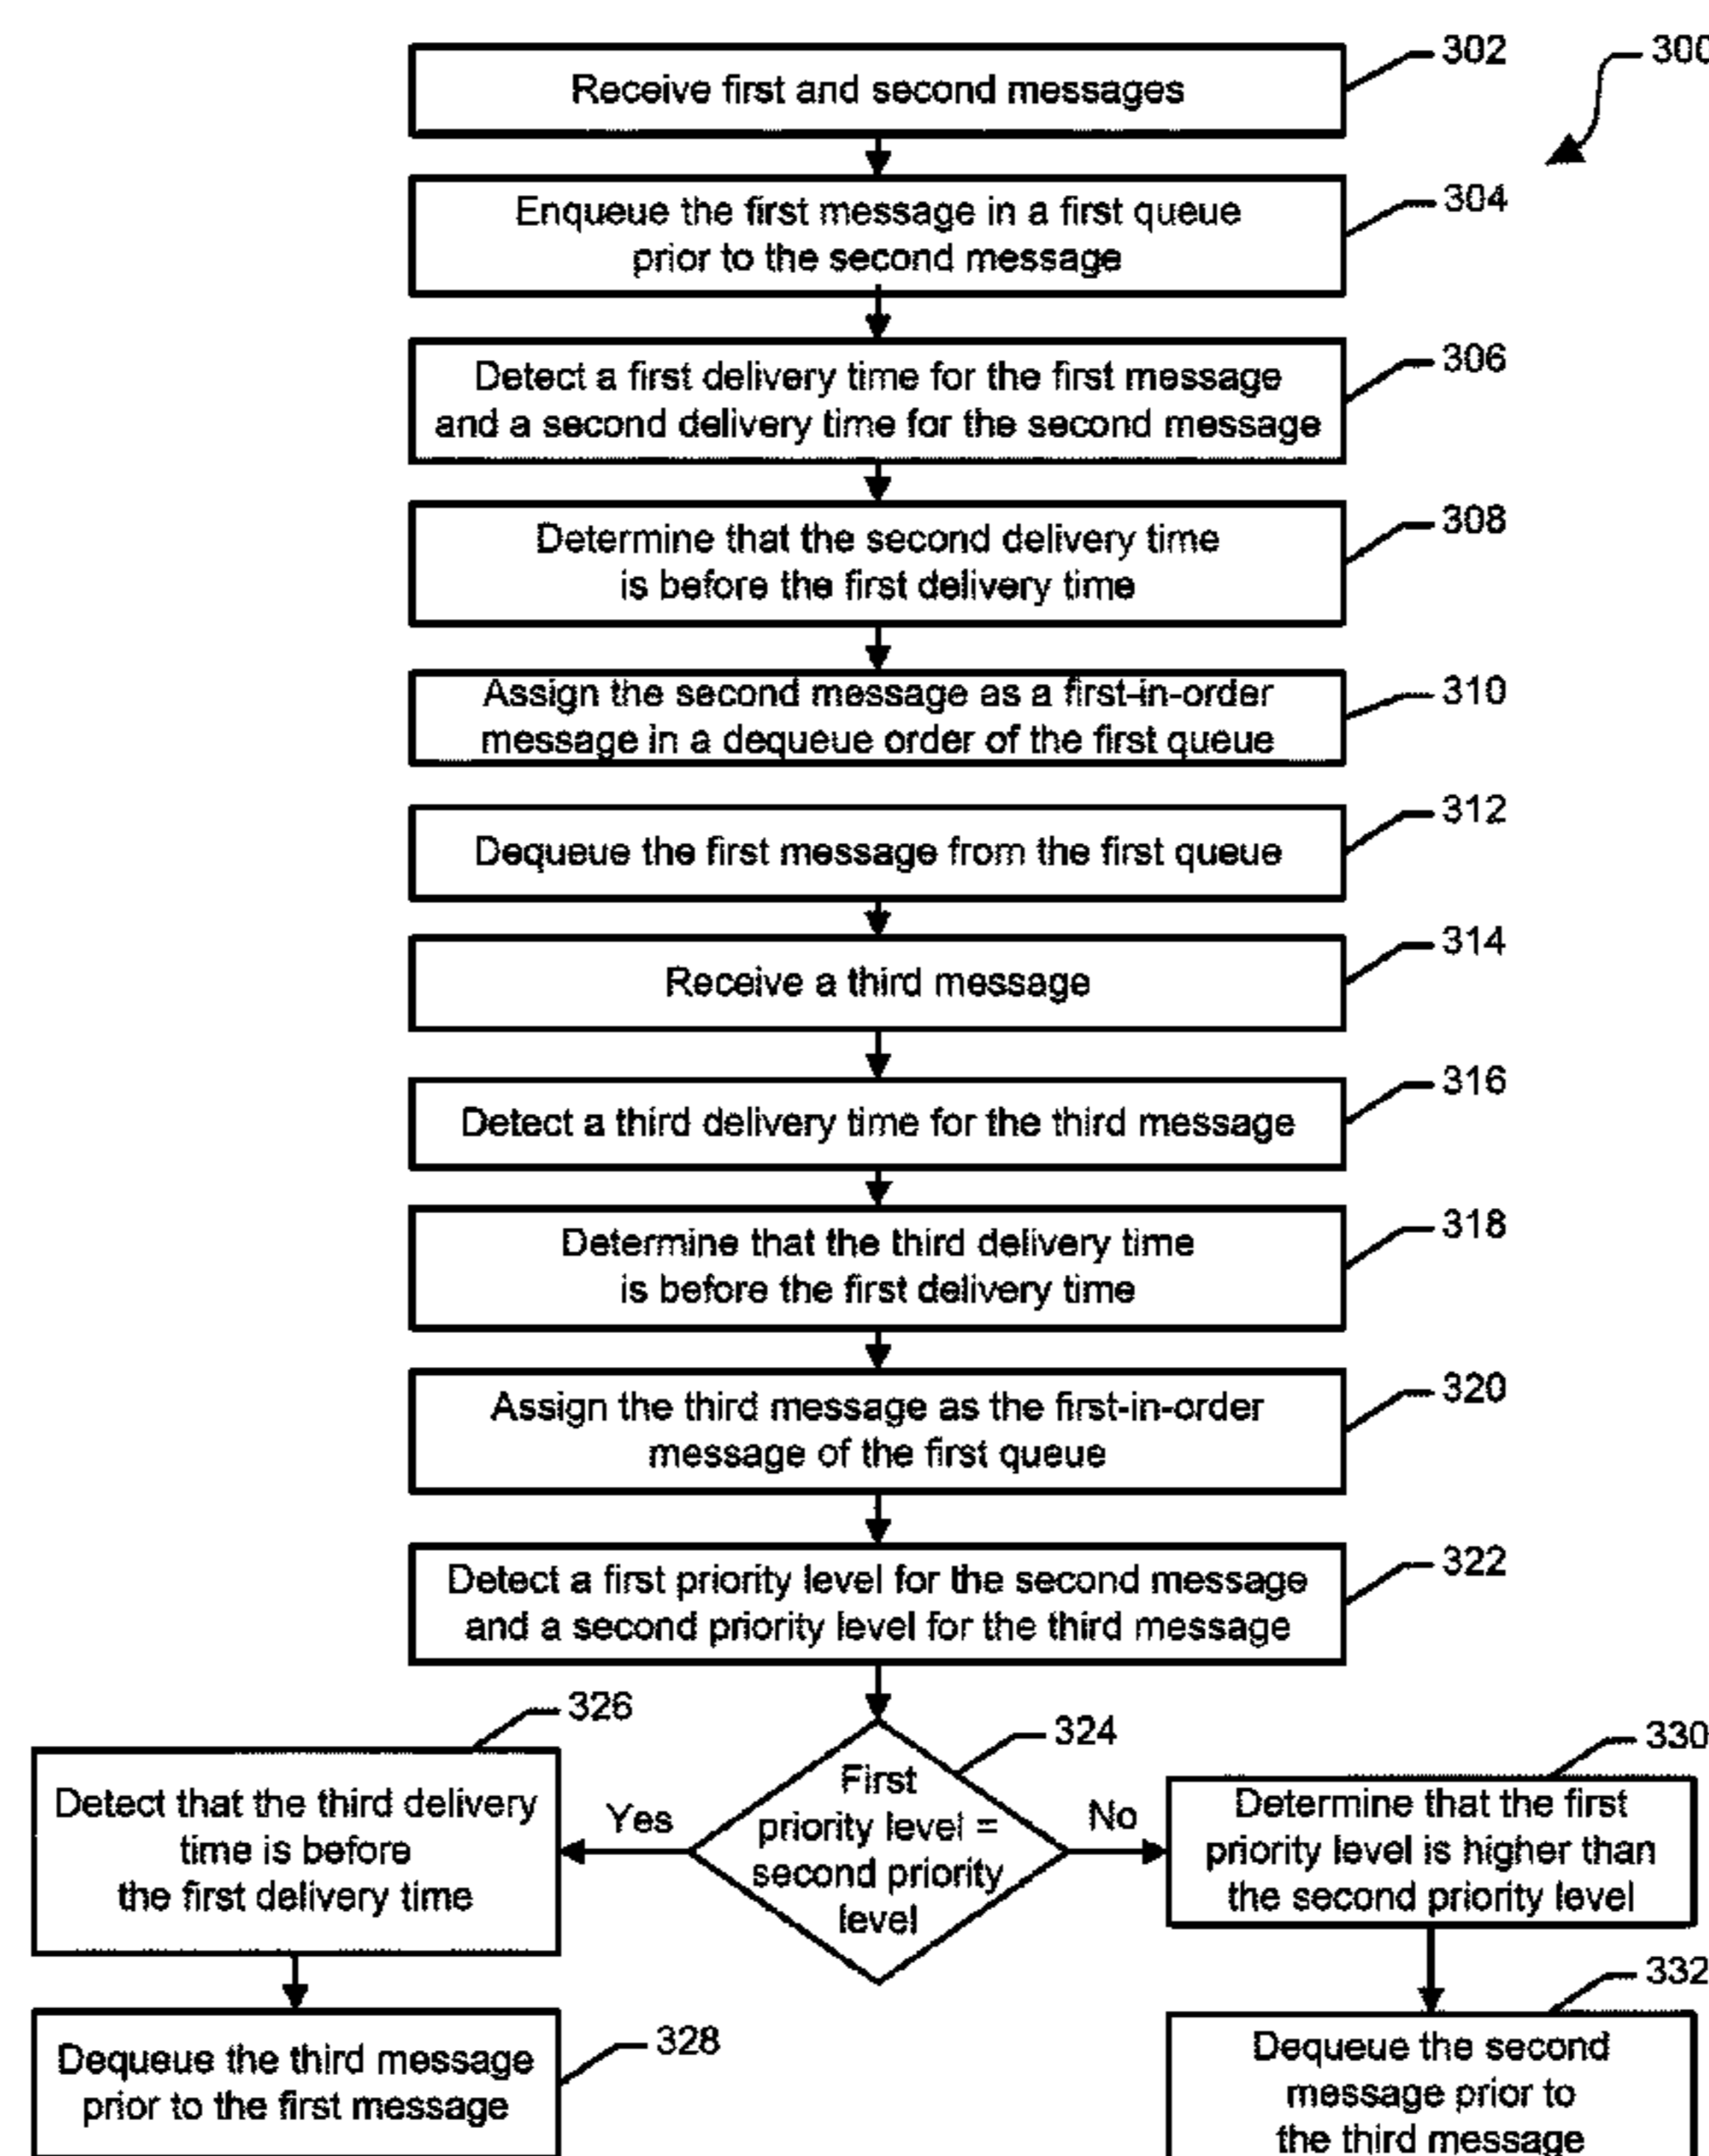 302
300
Receive first and second messages
304
Enqueue the first message in a first queue
prior to the second message
306
Detect a first delivery time for the first message
and a second delivery time for the second message
308
Determine that the second delivery time
is before the first delivery time
310
Assign the second message as a first-in-order
message in a dequeue order of the first queue
312
Dequeue the first message from the first queue
314
Receive a third message
316
Detect a third delivery time for the third message
318
Determine that the third delivery time
is before the first delivery time
320
Assign the third message as the first-in-order
message of the first queue
322
Detect a first priority level for the second message
and a second priority level for the third message
326
Detect that the third delivery
time is before
the first delivery time
Yes
324
First
priority level =
second priority
level
No
330
Determine that the first
priority level is higher than
the second priority level
328
Dequeue the third message
prior to the first message
332
Dequeue the second
message prior to
the third message